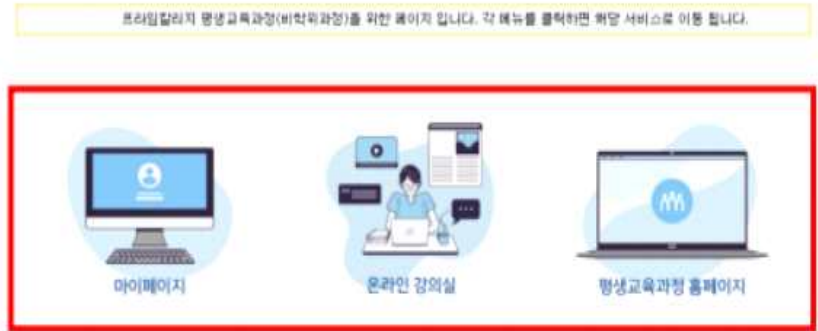 프라임칼리지 평생교육과정(비학위과정)을 위한 페이지 입니다. 각 메뉴를 클릭하면 해당 서비스로 이동 됩니다.
마이페이지
온라인 강의실
평생교육과정 홈페이지